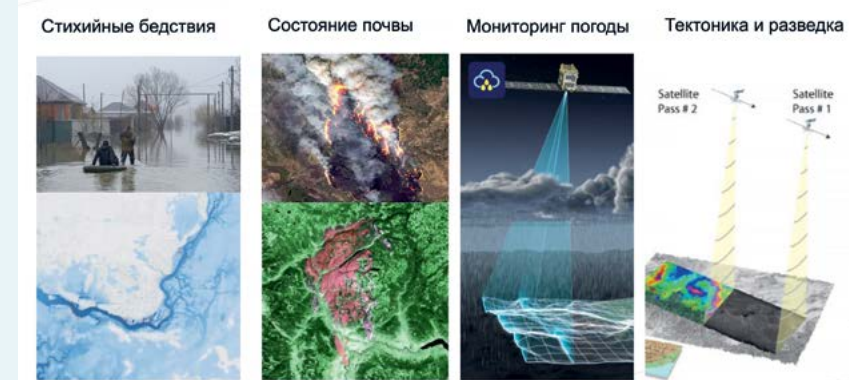 Стихийные бедствия
Состояние почвы
Мониторинг погоды
Тектоника и разведка
Satellite
Pass # 2
Satellite
Pass # 1